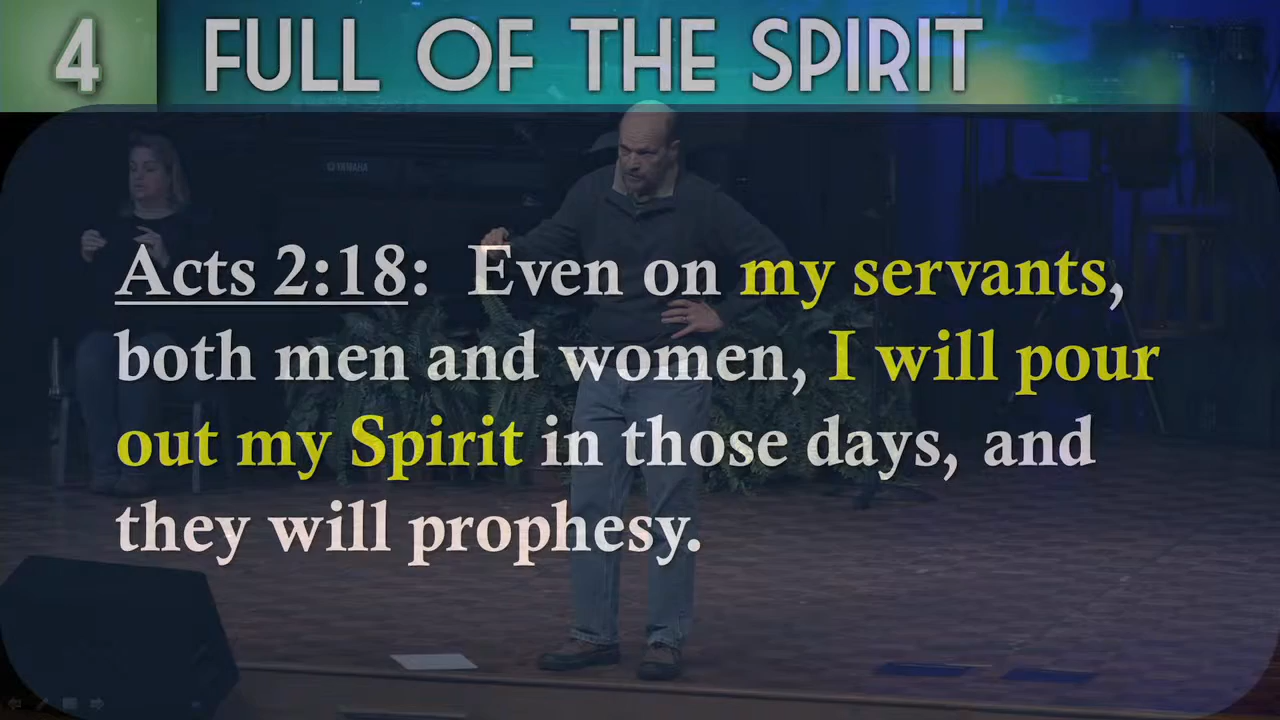 4 FULL OF THE SPIRIT
YAMAHA
Acts 2:18: Even on my servants,
both men and women, I will pour
out my Spirit in those days, and
they will prophesy.